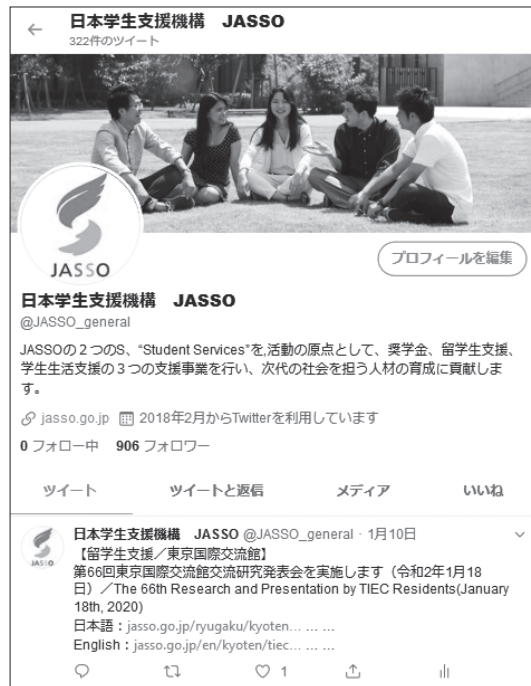 日本学生支援機構　JASSO
322件のツイート
JASSO
プロフィールを編集
日本学生支援機構　JASSO
@JASSO_general
JASSOの２つのS、“Student Services”を,活動の原点として、奨学金、留学生支援、
学生生活支援の３つの支援事業を行い、次代の社会を担う人材の育成に貢献しま
す。
jasso.go.jp 2018年2月からTwitterを利用しています
0 フォロー中　906 フォロワー
ツイート　ツイートと返信　メディア　いいね
日本学生支援機構　JASSO @JASSO_general · 1月10日
JASSO
【留学生支援／東京国際交流館】
第66回東京国際交流館交流研究発表会を実施します（令和2年1月18
日）／The 66th Research and Presentation by TIEC Residents(January
18th, 2020)
日本語：jasso.go.jp/ryugaku/kyoten... ... ...
English：jasso.go.jp/en/kyoten/tiec... ... ...
1